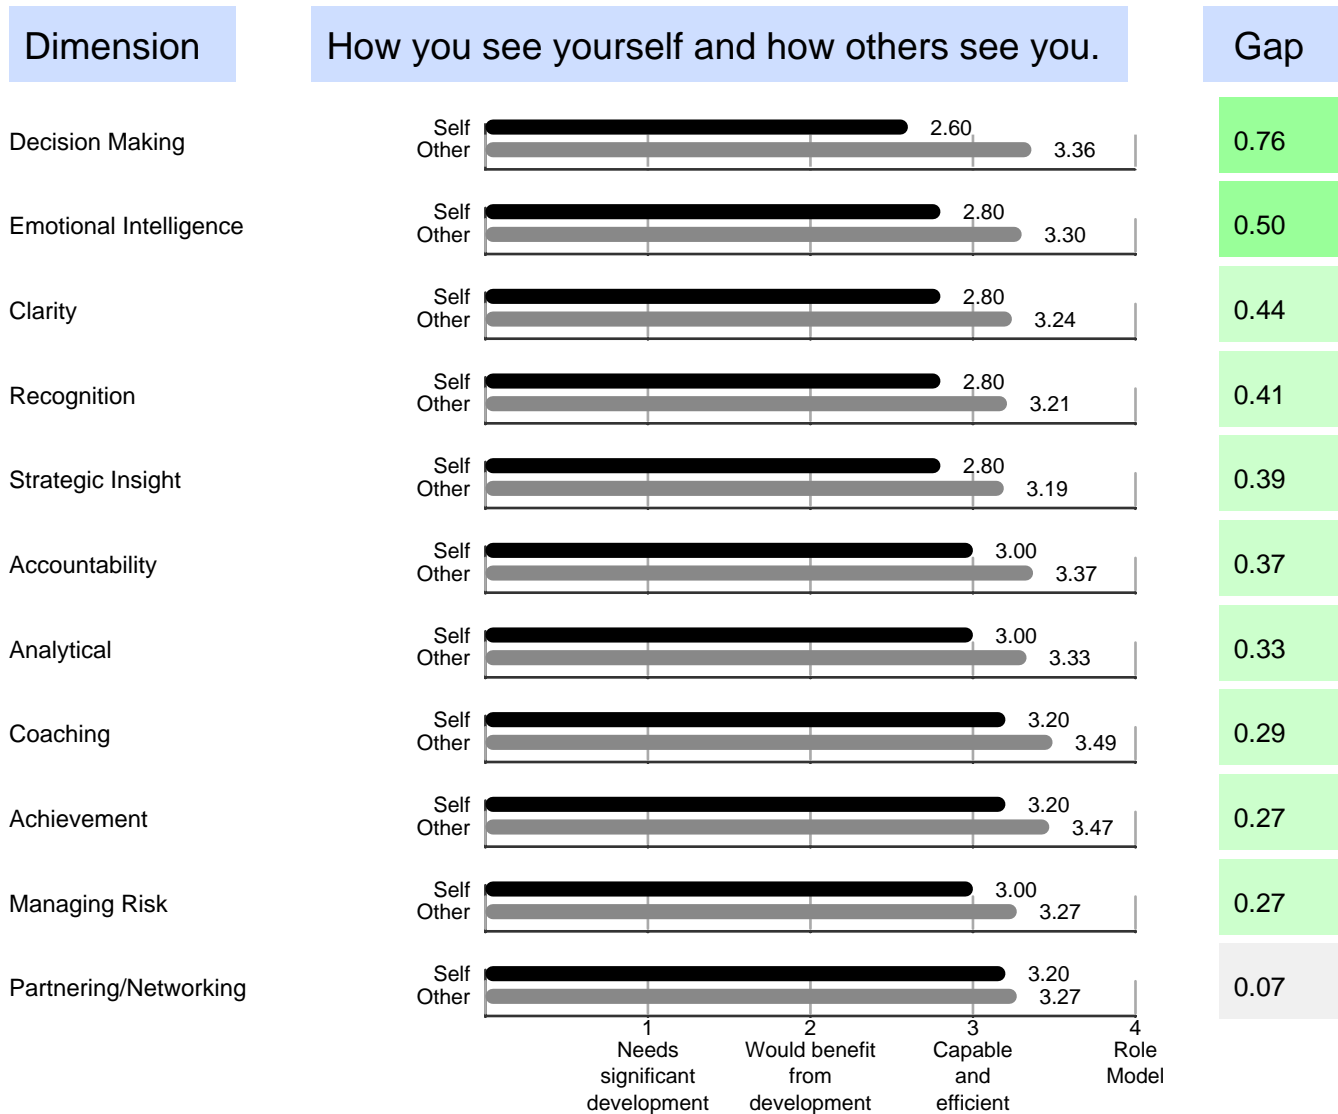 Dimension
How you see yourself and how others see you.
Gap
Decision Making
Self
2.60
Other
3.36
0.76
Emotional Intelligence
Self
2.80
Other
3.30
0.50
Clarity
Self
2.80
Other
3.24
0.44
Recognition
Self
2.80
Other
3.21
0.41
Strategic Insight
Self
2.80
Other
3.19
0.39
Accountability
Self
3.00
Other
3.37
0.37
Analytical
Self
3.00
Other
3.33
0.33
Coaching
Self
3.20
Other
3.49
0.29
Achievement
Self
3.20
Other
3.47
0.27
Managing Risk
Self
3.00
Other
3.27
0.27
Partnering/Networking
Self
3.20
Other
3.27
0.07
1
Needs
significant
development
2
Would benefit
from
development
3
Capable
and
efficient
4
Role
Model